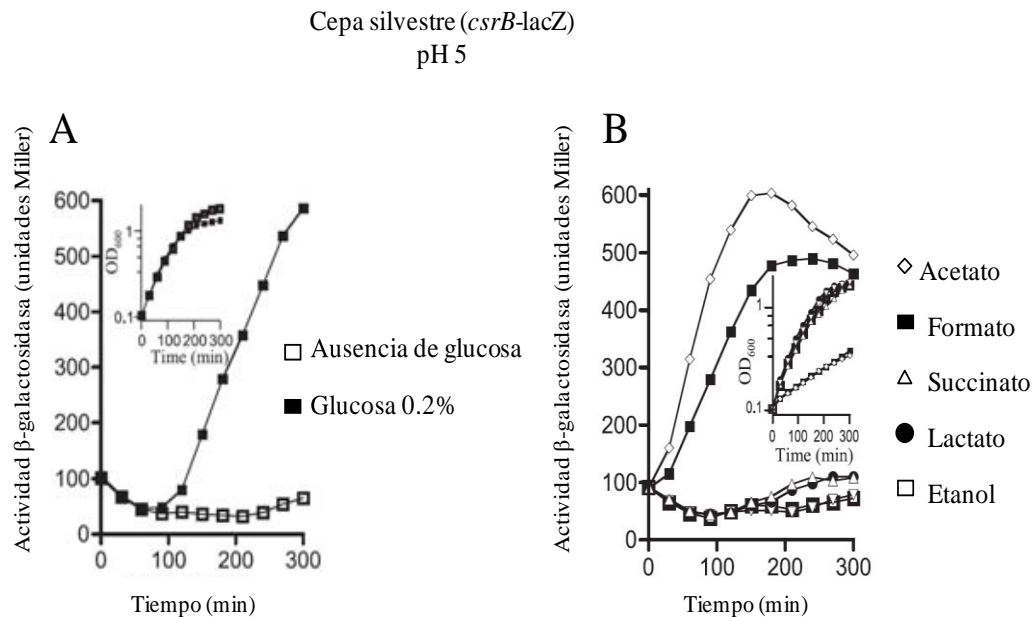 Cepa silvestre (csrB-lacZ)
pH 5
A
Actividad β-galactosidasa (unidades Miller)
600
500
400
300
200
100
0
0 100 200 300
Tiempo (min)
OD600
1
0.1
0 100 200 300
Time (min)
Ausencia de glucosa
Glucosa 0.2%
B
Actividad β-galactosidasa (unidades Miller)
600
500
400
300
200
100
0
0 100 200 300
Tiempo (min)
OD600
1
0.1
0 100 200 300
Time (min)
Acetato
Formato
Succinato
Lactato
Etanol